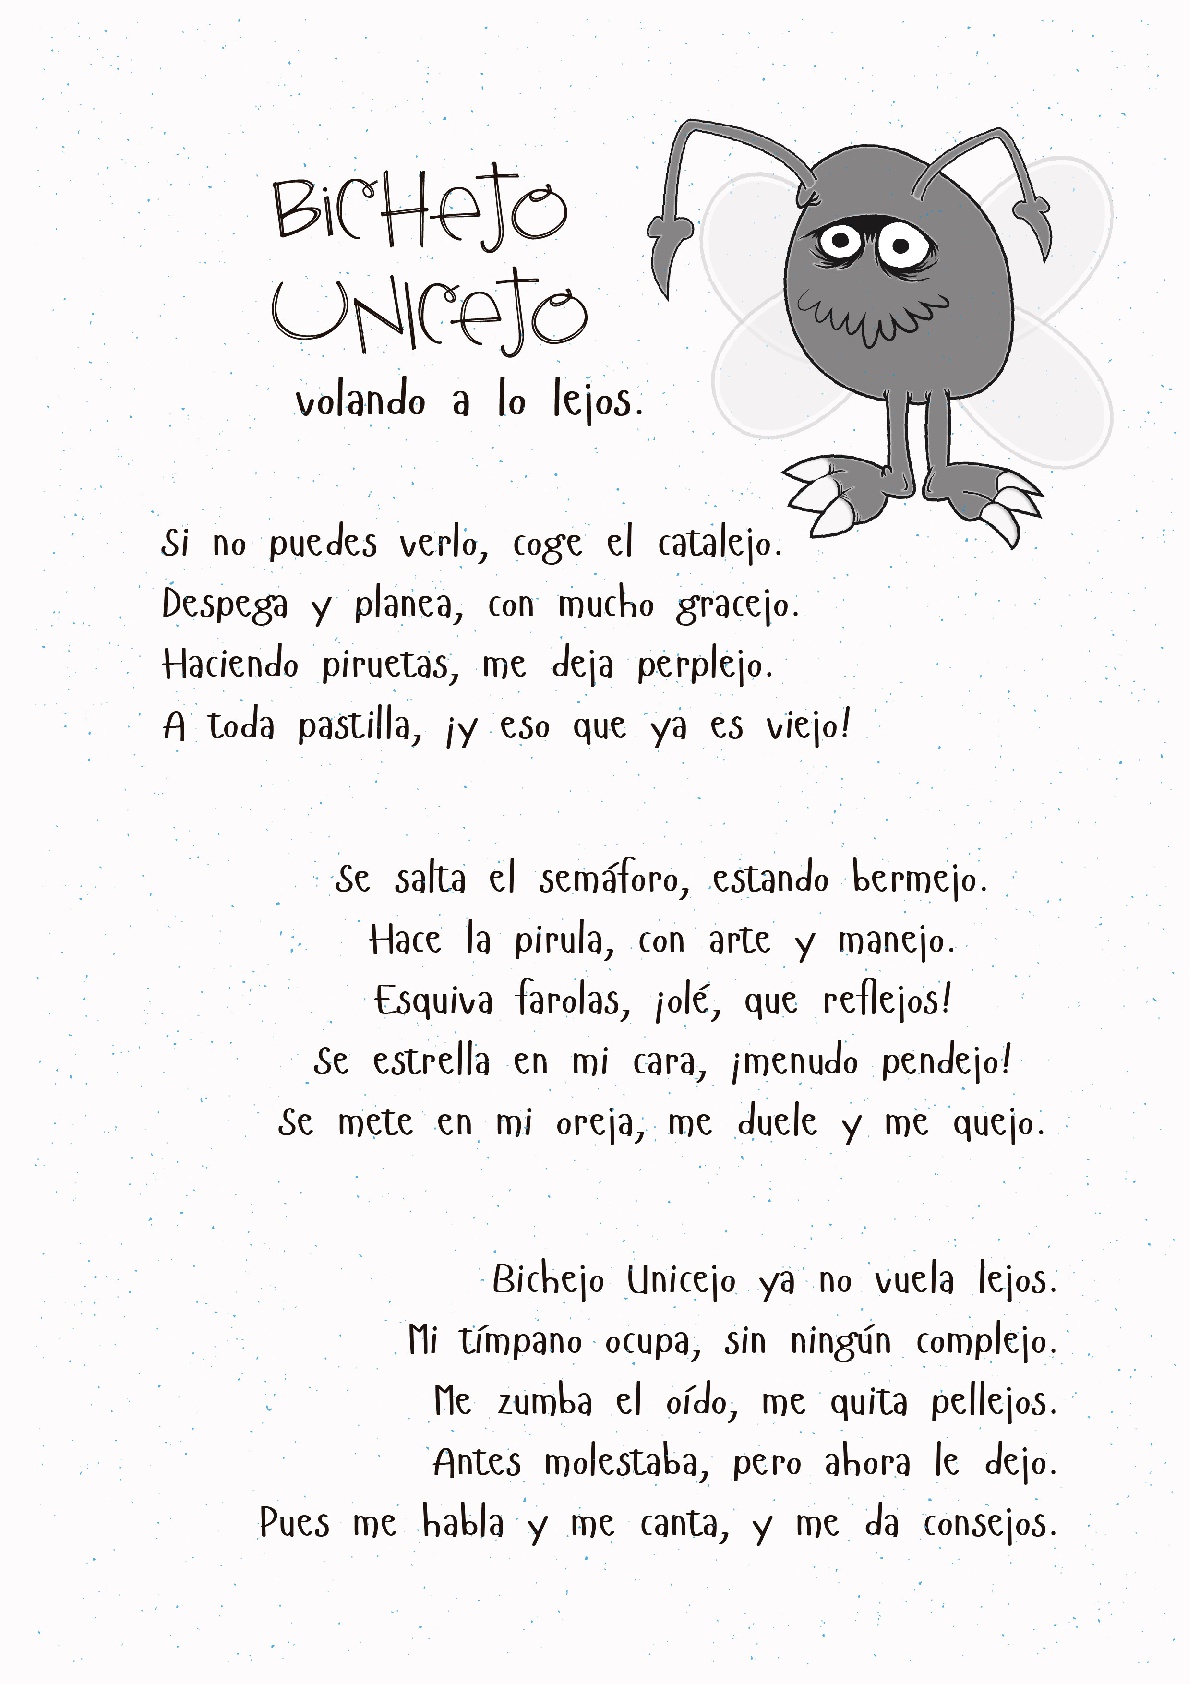 BicHeJo
UNiceJo
volando a lo lejos.
Si no puedes verlo, coge el catalejo.
Despega y planea, con mucho gracejo.
Haciendo piruetas, me deja perplejo.
A toda pastilla, ¡y eso que ya es viejo!
Se salta el semáforo, estando bermejo.
Hace la pirula, con arte y manejo.
Esquiva farolas, ¡olé, que reflejos!
Se estrella en mi cara, ¡menudo pendejo!
Se mete en mi oreja, me duele y me quejo.
Bichejo Unicejo ya no vuela lejos.
Mi tímpano ocupa, sin ningún complejo.
Me zumba el oído, me quita pellejos.
Antes molestaba, pero ahora le dejo.
Pues me habla y me canta, y me da consejos.